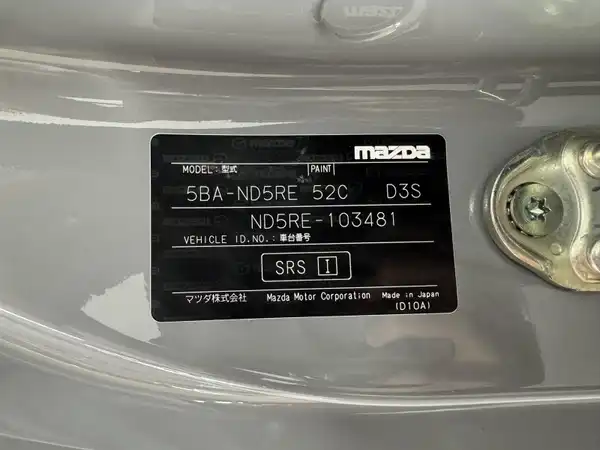 mazda
MODEL:型式 PAINT
5BA-ND5RE 52C D3S
ND5RE-103481
VEHICLE ID.NO.:車台番号
SRS I
マツダ株式会社 Mazda Motor Corporation Made in Japan
(D10A)